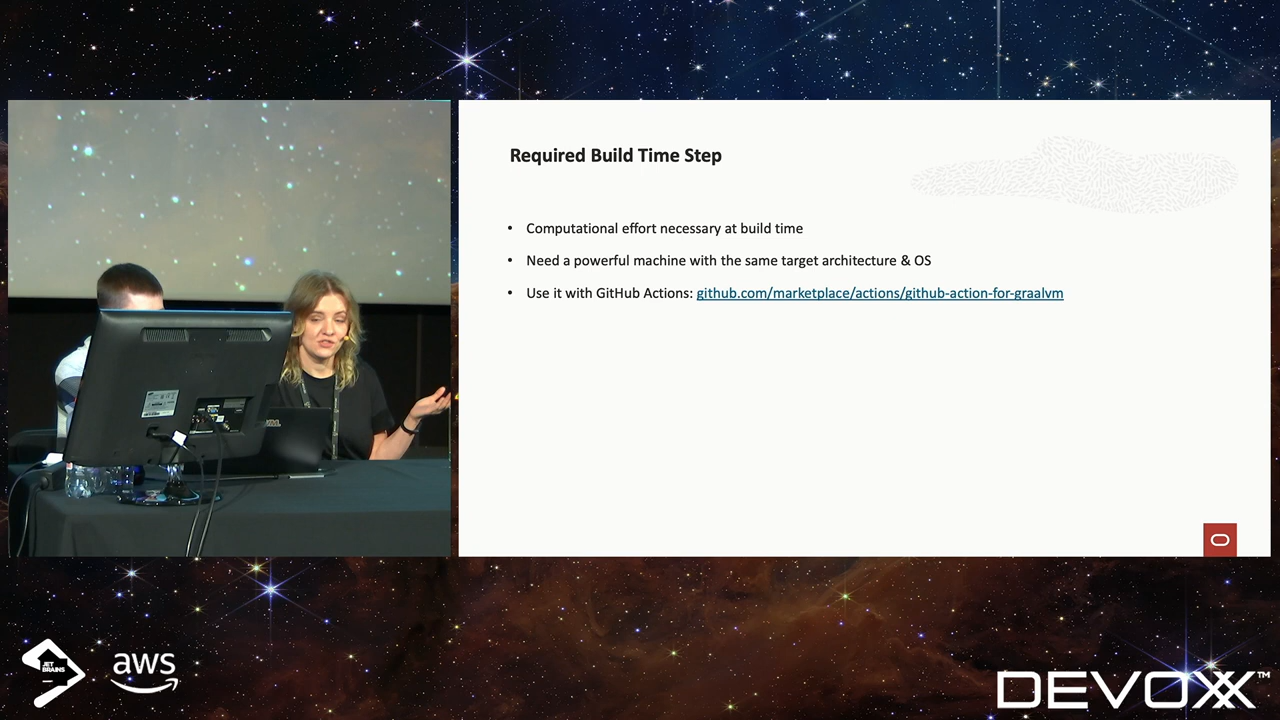 Required Build Time Step
• Computational effort necessary at build time
• Need a powerful machine with the same target architecture & OS
• Use it with GitHub Actions: github.com/marketplace/actions/github-action-for-graalvm
JET
BRAINS
aws
DEVOXX™